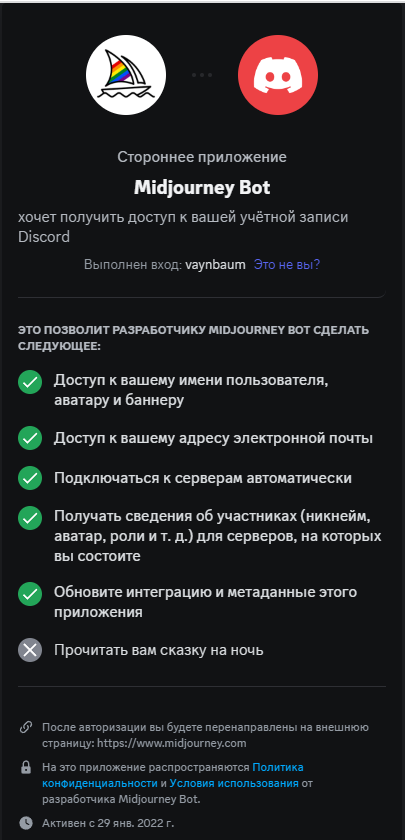 Стороннее приложение
Midjourney Bot
хочет получить доступ к вашей учётной записи
Discord
Выполнен вход: vaynbaum Это не вы?
ЭТО ПОЗВОЛИТ РАЗРАБОТЧИКУ MIDJOURNEY BOT СДЕЛАТЬ
СЛЕДУЮЩЕЕ:
Доступ к вашему имени пользователя,
аватару и баннеру
Доступ к вашему адресу электронной почты
Подключаться к серверам автоматически
Получать сведения об участниках (никнейм,
аватар, роли и т. д.) для серверов, на которых
вы состоите
Обновите интеграцию и метаданные этого
приложения
Прочитать вам сказку на ночь
После авторизации вы будете перенаправлены на внешнюю
страницу: https://www.midjourney.com
На это приложение распространяются Политика
конфиденциальности и Условия использования от
разработчика Midjourney Bot.
Активен с 29 янв. 2022 г.